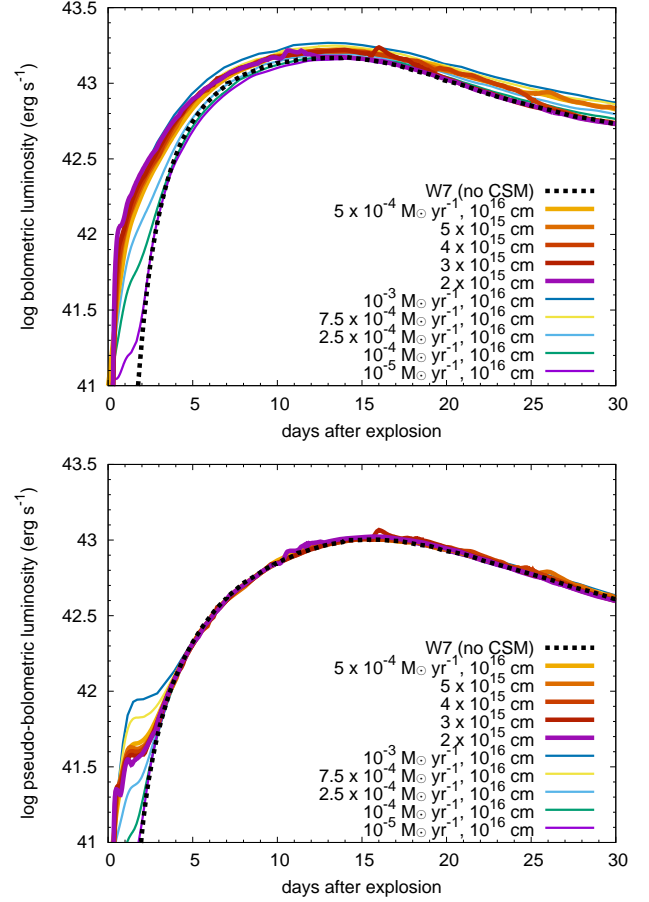 43.5
43
42.5
42
41.5
41
log bolometric luminosity (erg s⁻¹)
W7 (no CSM)
5 x 10⁻⁴ M☉ yr⁻¹, 10¹⁶ cm
5 x 10¹⁵ cm
4 x 10¹⁵ cm
3 x 10¹⁵ cm
2 x 10¹⁵ cm
10⁻³ M☉ yr⁻¹, 10¹⁶ cm
7.5 x 10⁻⁴ M☉ yr⁻¹, 10¹⁶ cm
2.5 x 10⁻⁴ M☉ yr⁻¹, 10¹⁶ cm
10⁻⁴ M☉ yr⁻¹, 10¹⁶ cm
10⁻⁵ M☉ yr⁻¹, 10¹⁶ cm
0 5 10 15 20 25 30
days after explosion
43.5
43
42.5
42
41.5
41
log pseudo-bolometric luminosity (erg s⁻¹)
W7 (no CSM)
5 x 10⁻⁴ M☉ yr⁻¹, 10¹⁶ cm
5 x 10¹⁵ cm
4 x 10¹⁵ cm
3 x 10¹⁵ cm
2 x 10¹⁵ cm
10⁻³ M☉ yr⁻¹, 10¹⁶ cm
7.5 x 10⁻⁴ M☉ yr⁻¹, 10¹⁶ cm
2.5 x 10⁻⁴ M☉ yr⁻¹, 10¹⁶ cm
10⁻⁴ M☉ yr⁻¹, 10¹⁶ cm
10⁻⁵ M☉ yr⁻¹, 10¹⁶ cm
0 5 10 15 20 25 30
days after explosion